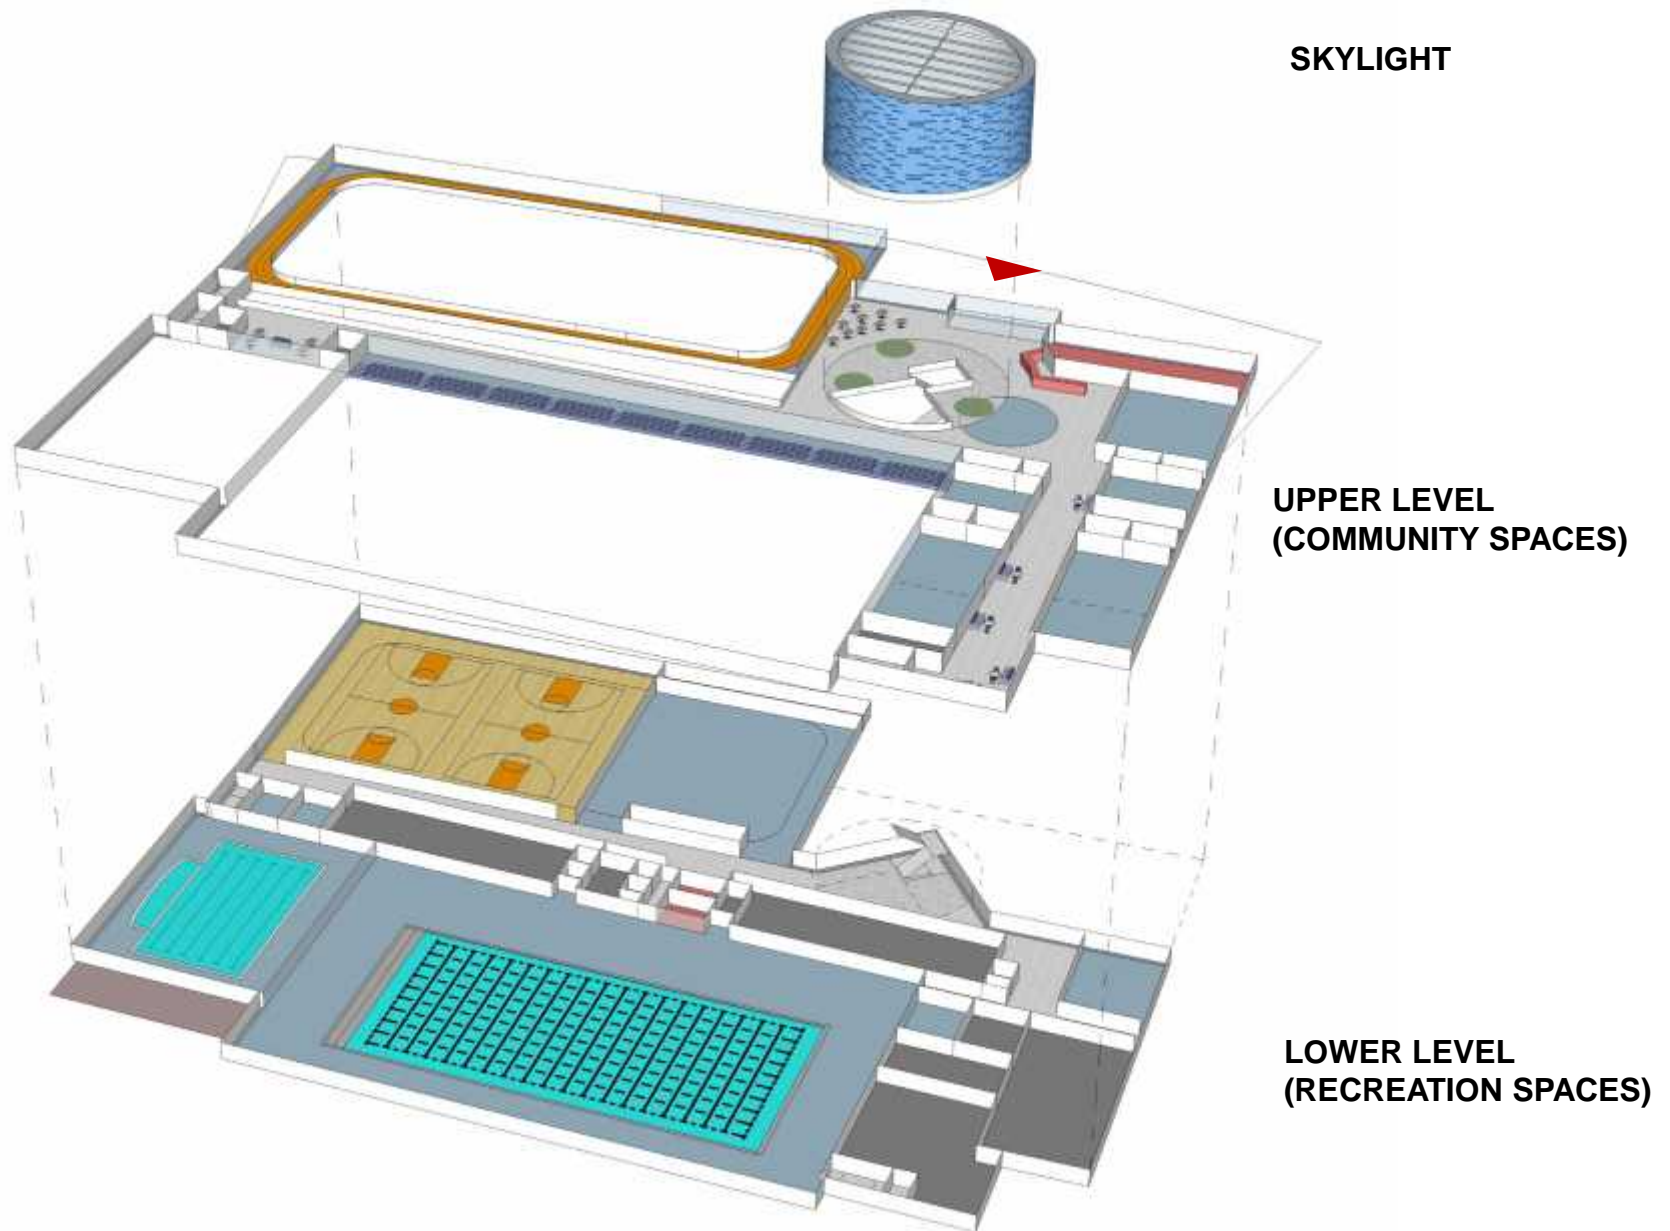 SKYLIGHT
UPPER LEVEL
(COMMUNITY SPACES)
LOWER LEVEL
(RECREATION SPACES)